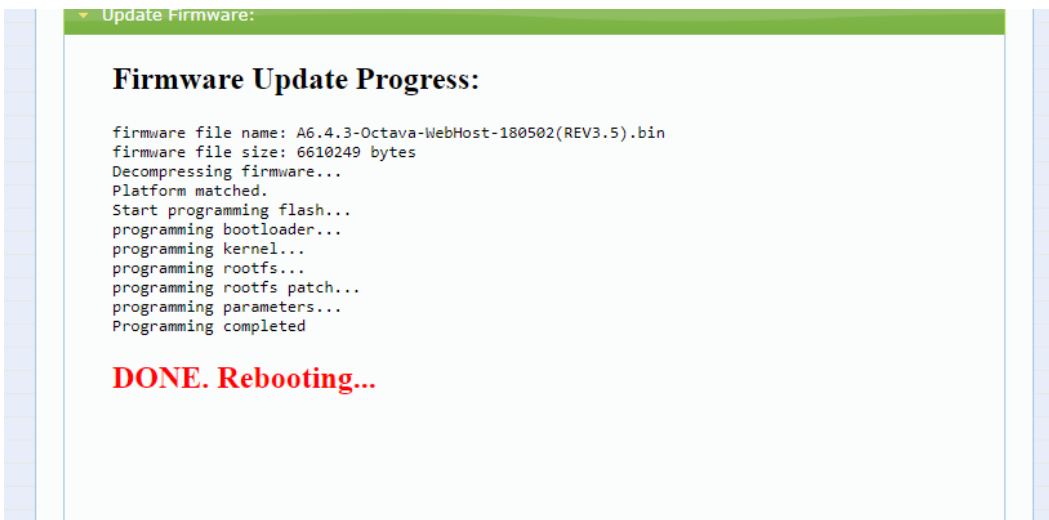 Update Firmware:
Firmware Update Progress:
firmware file name: A6.4.3-Octava-WebHost-180502(REV3.5).bin
firmware file size: 6610249 bytes
Decompressing firmware...
Platform matched.
Start programming flash...
programming bootloader...
programming kernel...
programming rootfs...
programming rootfs patch...
programming parameters...
Programming completed
DONE. Rebooting...